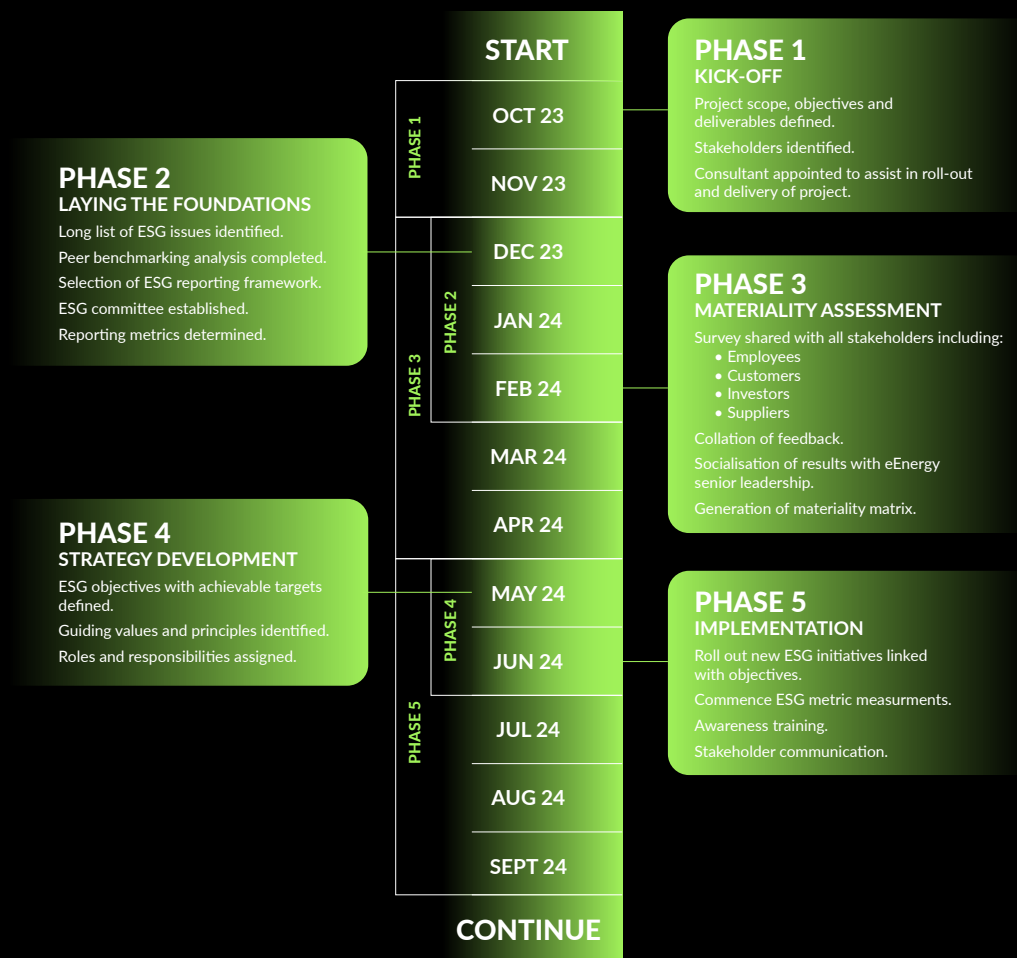 START
OCT 23
NOV 23
DEC 23
JAN 24
FEB 24
MAR 24
APR 24
MAY 24
JUN 24
JUL 24
AUG 24
SEPT 24
CONTINUE
PHASE 1
PHASE 2
PHASE 3
PHASE 4
PHASE 5
PHASE 1
KICK-OFF
Project scope, objectives and
deliverables defined.
Stakeholders identified.
Consultant appointed to assist in roll-out
and delivery of project.
PHASE 2
LAYING THE FOUNDATIONS
Long list of ESG issues identified.
Peer benchmarking analysis completed.
Selection of ESG reporting framework.
ESG committee established.
Reporting metrics determined.
PHASE 3
MATERIALITY ASSESSMENT
Survey shared with all stakeholders including:
• Employees
• Customers
• Investors
• Suppliers
Collation of feedback.
Socialisation of results with eEnergy
senior leadership.
Generation of materiality matrix.
PHASE 4
STRATEGY DEVELOPMENT
ESG objectives with achievable targets
defined.
Guiding values and principles identified.
Roles and responsibilities assigned.
PHASE 5
IMPLEMENTATION
Roll out new ESG initiatives linked
with objectives.
Commence ESG metric measurments.
Awareness training.
Stakeholder communication.